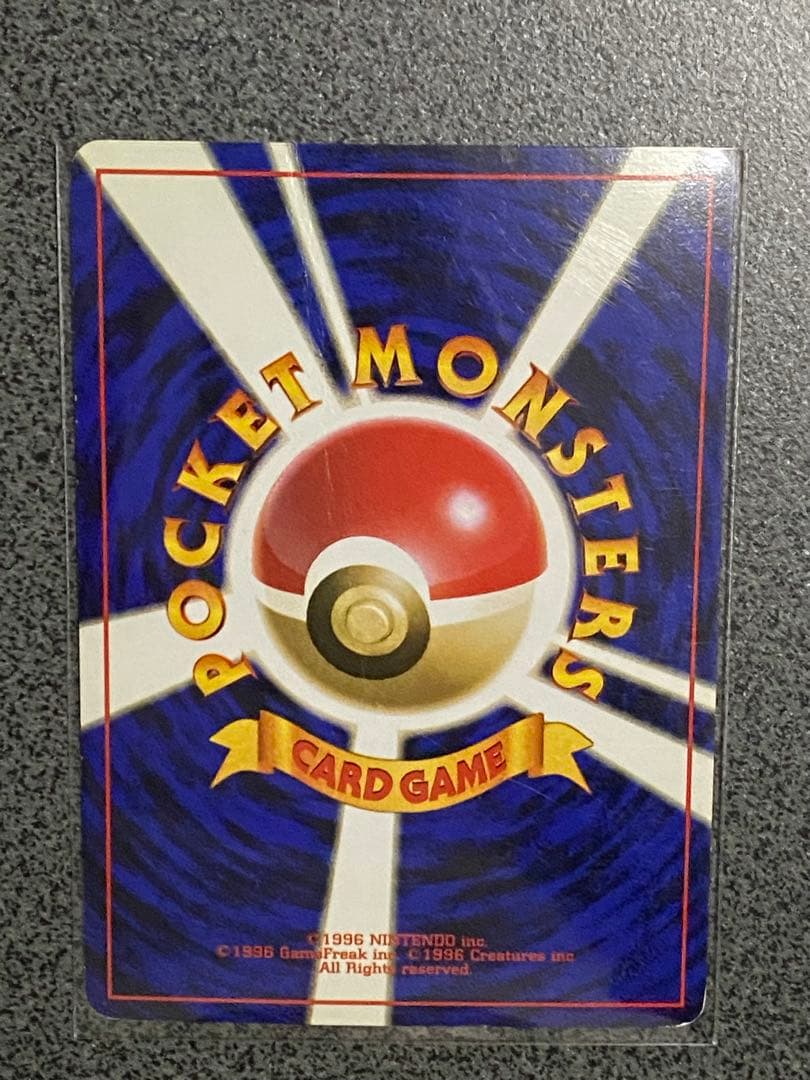 POCKET MONSTERS
CARD GAME
©1996 NINTENDO inc.
©1996 GameFreak inc. ©1996 Creatures inc
All Rights reserved.